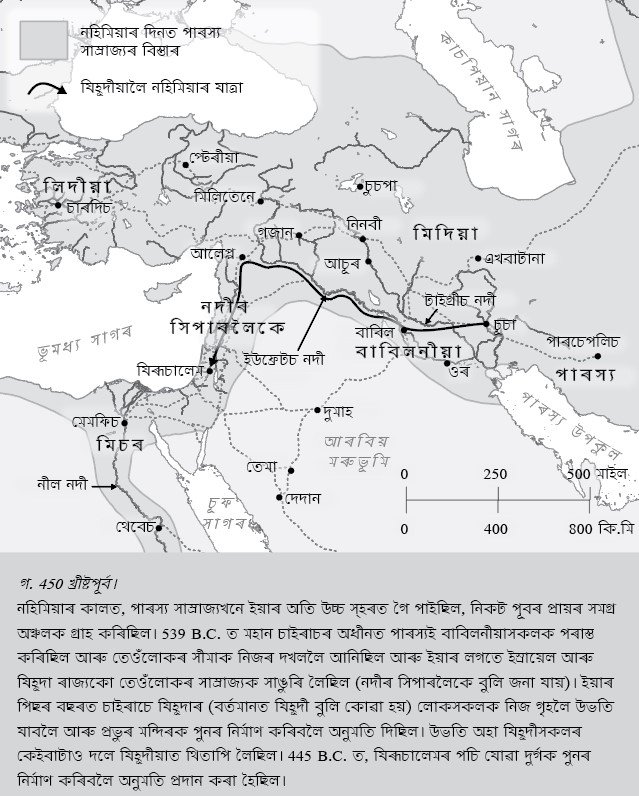 নহিমিয়াৰ দিনত পাৰস্য
সাম্ৰাজ্যৰ বিস্তাৰ
যিহূদীয়ালৈ নহিমিয়াৰ যাত্ৰা
কাচপিয়ান সাগৰ
প্টেৰীয়া
লিদীয়া
চাৰদিচ
মিলিতেনে
চুচপা
গজান
নিনবী
মিদিয়া
আলেপ্প
আচূৰ
এখবাটানা
নদীৰ
সিপাৰলৈকে
টাইগ্ৰীচ নদী
ভূমধ্য সাগৰ
বাবিল
চুচা
বাবিলনীয়া
ইউফ্ৰেটচ নদী
পাৰচেপলিচ
যিৰূচালেম
ওৰ
পাৰস্য
মেমফিচ
দুমাহ
পাৰস্য উপকুল
মিচৰ
আৰবিয়
মৰুভূমি
তেমা
নীল নদী
দেদান
চুফ
সাগৰ
থেবেচ
0 250 500 মাইল
0 400 800 কি.মি
গ. 450 খ্ৰীষ্টপূৰ্ব।
নহিমিয়াৰ কালত, পাৰস্য সাম্ৰাজ্যখনে ইয়াৰ অতি উচ্চ স্হৰত গৈ পাইছিল, নিকট পূবৰ প্ৰায়ৰ সমগ্ৰ
অঞ্চলক গ্ৰাহ কৰিছিল। 539 B.C. ত মহান চাইৰাচৰ অধীনত পাৰস্যই বাবিলনীয়াসকলক পৰাস্ত
কৰিছিল আৰু তেওঁলোকৰ সীমাক নিজৰ দখললৈ আনিছিল আৰু ইয়াৰ লগতে ইস্ৰায়েল আৰু
যিহূদা ৰাজ্যকো তেওঁলোকৰ সাম্ৰাজ্যক সাঙুৰি লৈছিল (নদীৰ সিপাৰলৈকে বুলি জনা যায়)। ইয়াৰ
পিছৰ বছৰত চাইৰাচে যিহূদাৰ (বৰ্তমানত যিহূদী বুলি কোৱা হয়) লোকসকলক নিজ গৃহলৈ উভতি
যাবলৈ আৰু প্ৰভুৰ মন্দিৰক পুনৰ নিৰ্মাণ কৰিবলৈ অনুমতি দিছিল। উভতি অহা যিহূদীসকলৰ
কেইবাটাও দলে যিহূদীয়াত থিতাপি লৈছিল। 445 B.C. ত, যিৰূচালেমৰ পচি যোৱা দুৰ্গক পুনৰ
নিৰ্মাণ কৰিবলৈ অনুমতি প্ৰদান কৰা হৈছিল।